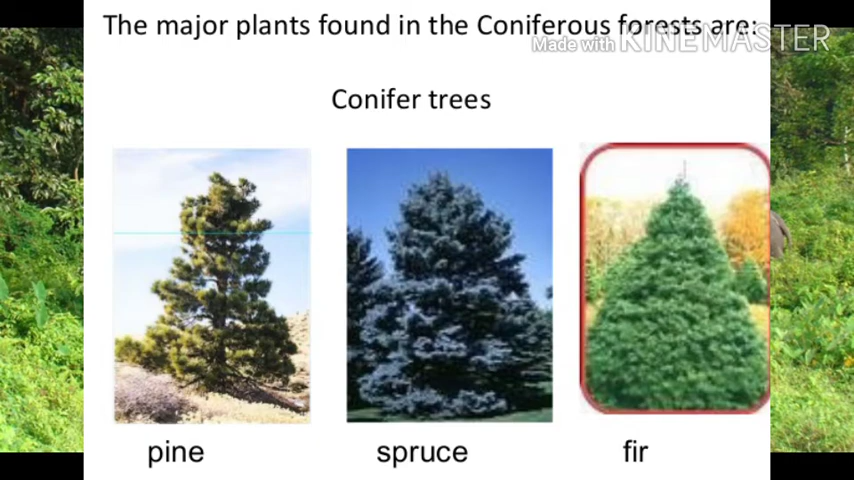 The major plants found in the Coniferous forests are:
Made with KINEMASTER
Conifer trees
pine
spruce
fir